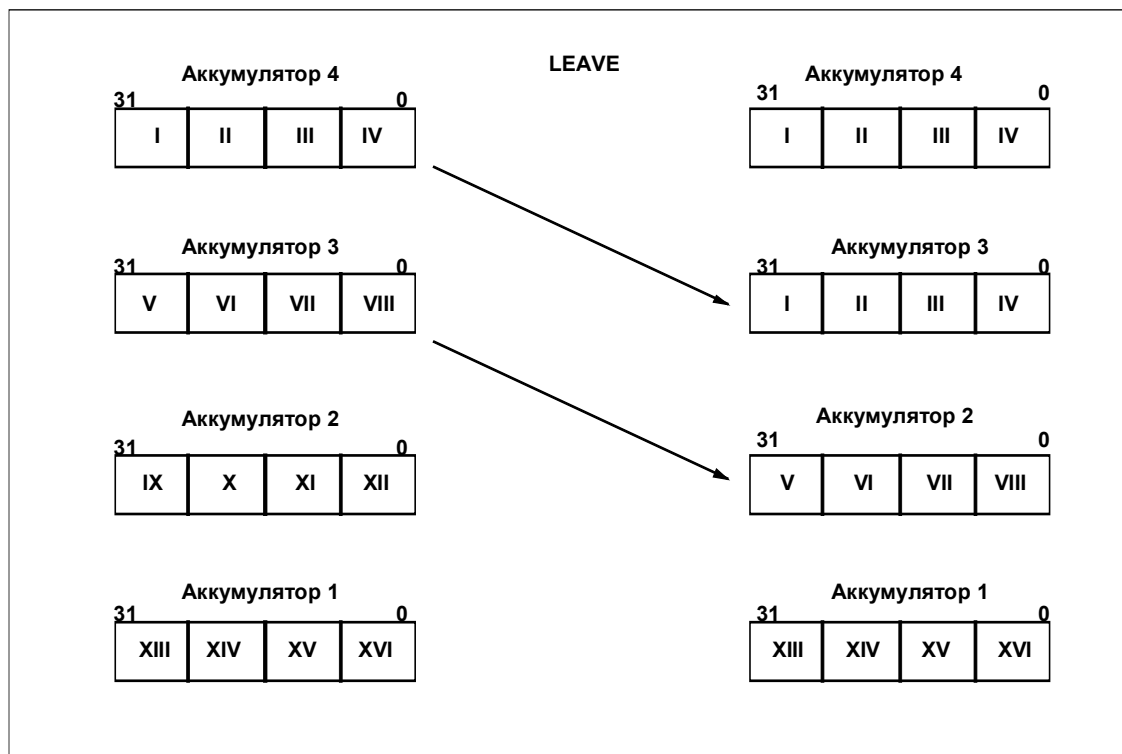 LEAVE
Аккумулятор 4 Аккумулятор 4
31 0 31 0
I II III IV I II III IV
Аккумулятор 3 Аккумулятор 3
31 0 31 0
V VI VII VIII I II III IV
Аккумулятор 2 Аккумулятор 2
31 0 31 0
IX X XI XII V VI VII VIII
Аккумулятор 1 Аккумулятор 1
31 0 31 0
XIII XIV XV XVI XIII XIV XV XVI